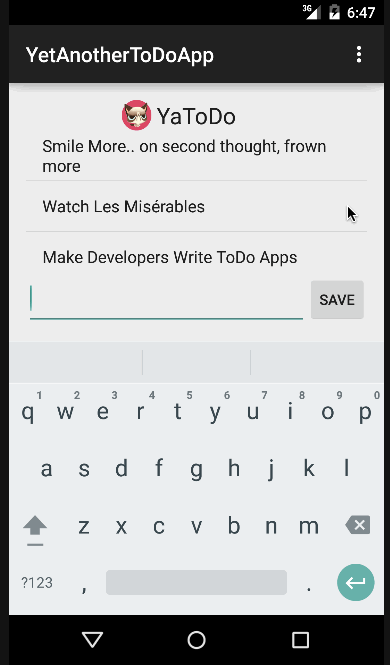 3G 6:47
YetAnotherToDoApp
YaToDo
Smile More.. on second thought, frown
more
Watch Les Misérables
Make Developers Write ToDo Apps
SAVE
1 2 3 4 5 6 7 8 9 0
q w e r t y u i o p
a s d f g h j k l
z x c v b n m
?123 , .